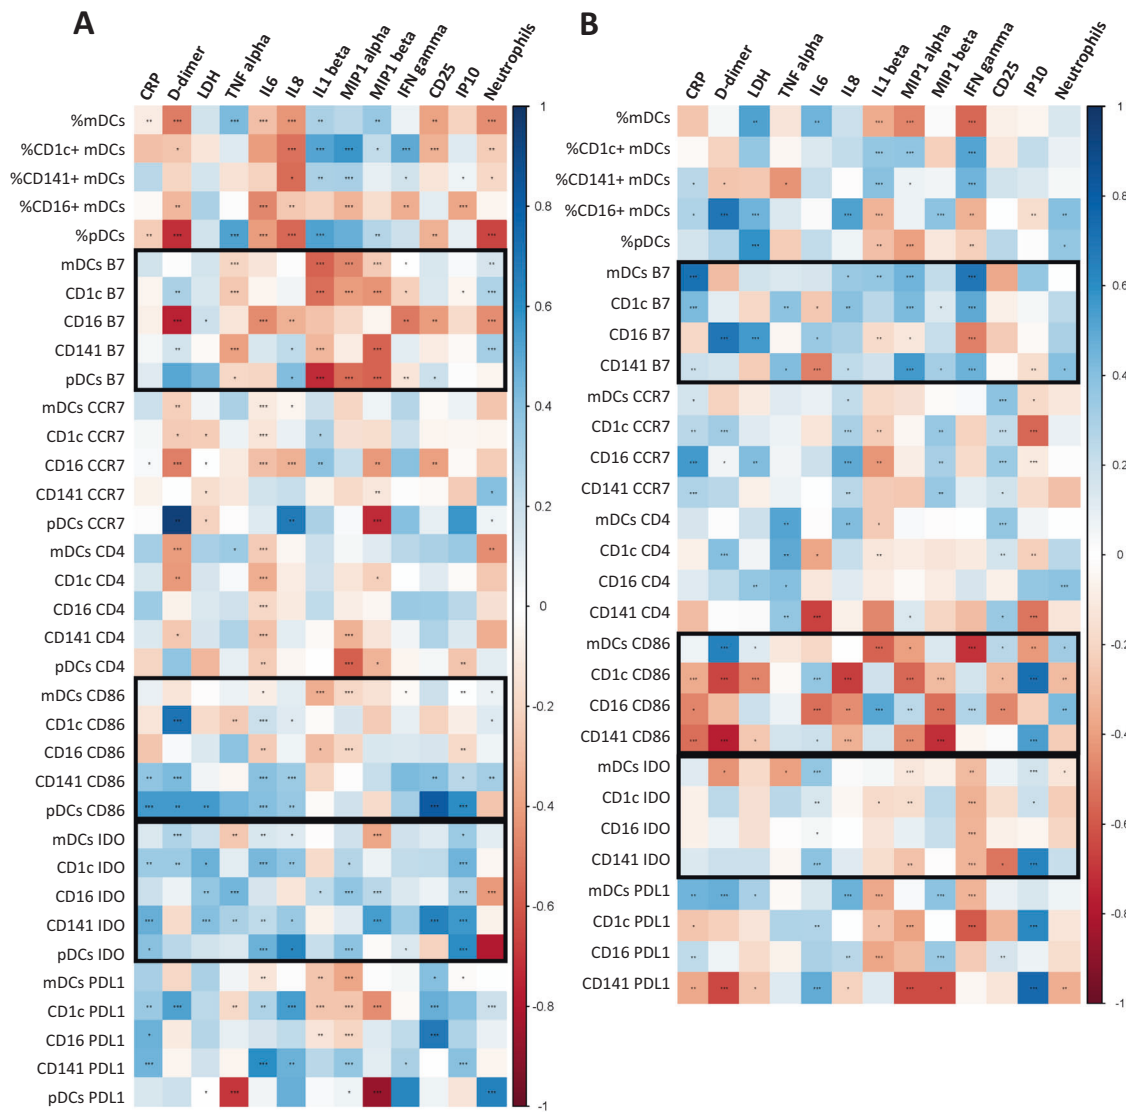 A
CRP
D-dimer
LDH
TNF alpha
IL6
IL8
IL1 beta
MIP1 alpha
MIP1 beta
IFN gamma
CD25
IP10
Neutrophils
%mDCs
%CD1c+ mDCs
%CD141+ mDCs
%CD16+ mDCs
%pDCs
mDCs B7
CD1c B7
CD16 B7
CD141 B7
pDCs B7
mDCs CCR7
CD1c CCR7
CD16 CCR7
CD141 CCR7
pDCs CCR7
mDCs CD4
CD1c CD4
CD16 CD4
CD141 CD4
pDCs CD4
mDCs CD86
CD1c CD86
CD16 CD86
CD141 CD86
pDCs CD86
mDCs IDO
CD1c IDO
CD16 IDO
CD141 IDO
pDCs IDO
mDCs PDL1
CD1c PDL1
CD16 PDL1
CD141 PDL1
pDCs PDL1
1
0.8
0.6
0.4
0.2
0
-0.2
-0.4
-0.6
-0.8
-1
B
CRP
D-dimer
LDH
TNF alpha
IL6
IL8
IL1 beta
MIP1 alpha
MIP1 beta
IFN gamma
CD25
IP10
Neutrophils
%mDCs
%CD1c+ mDCs
%CD141+ mDCs
%CD16+ mDCs
%pDCs
mDCs B7
CD1c B7
CD16 B7
CD141 B7
mDCs CCR7
CD1c CCR7
CD16 CCR7
CD141 CCR7
mDCs CD4
CD1c CD4
CD16 CD4
CD141 CD4
mDCs CD86
CD1c CD86
CD16 CD86
CD141 CD86
mDCs IDO
CD1c IDO
CD16 IDO
CD141 IDO
mDCs PDL1
CD1c PDL1
CD16 PDL1
CD141 PDL1
1
0.8
0.6
0.4
0.2
0
-0.2
-0.4
-0.6
-0.8
-1